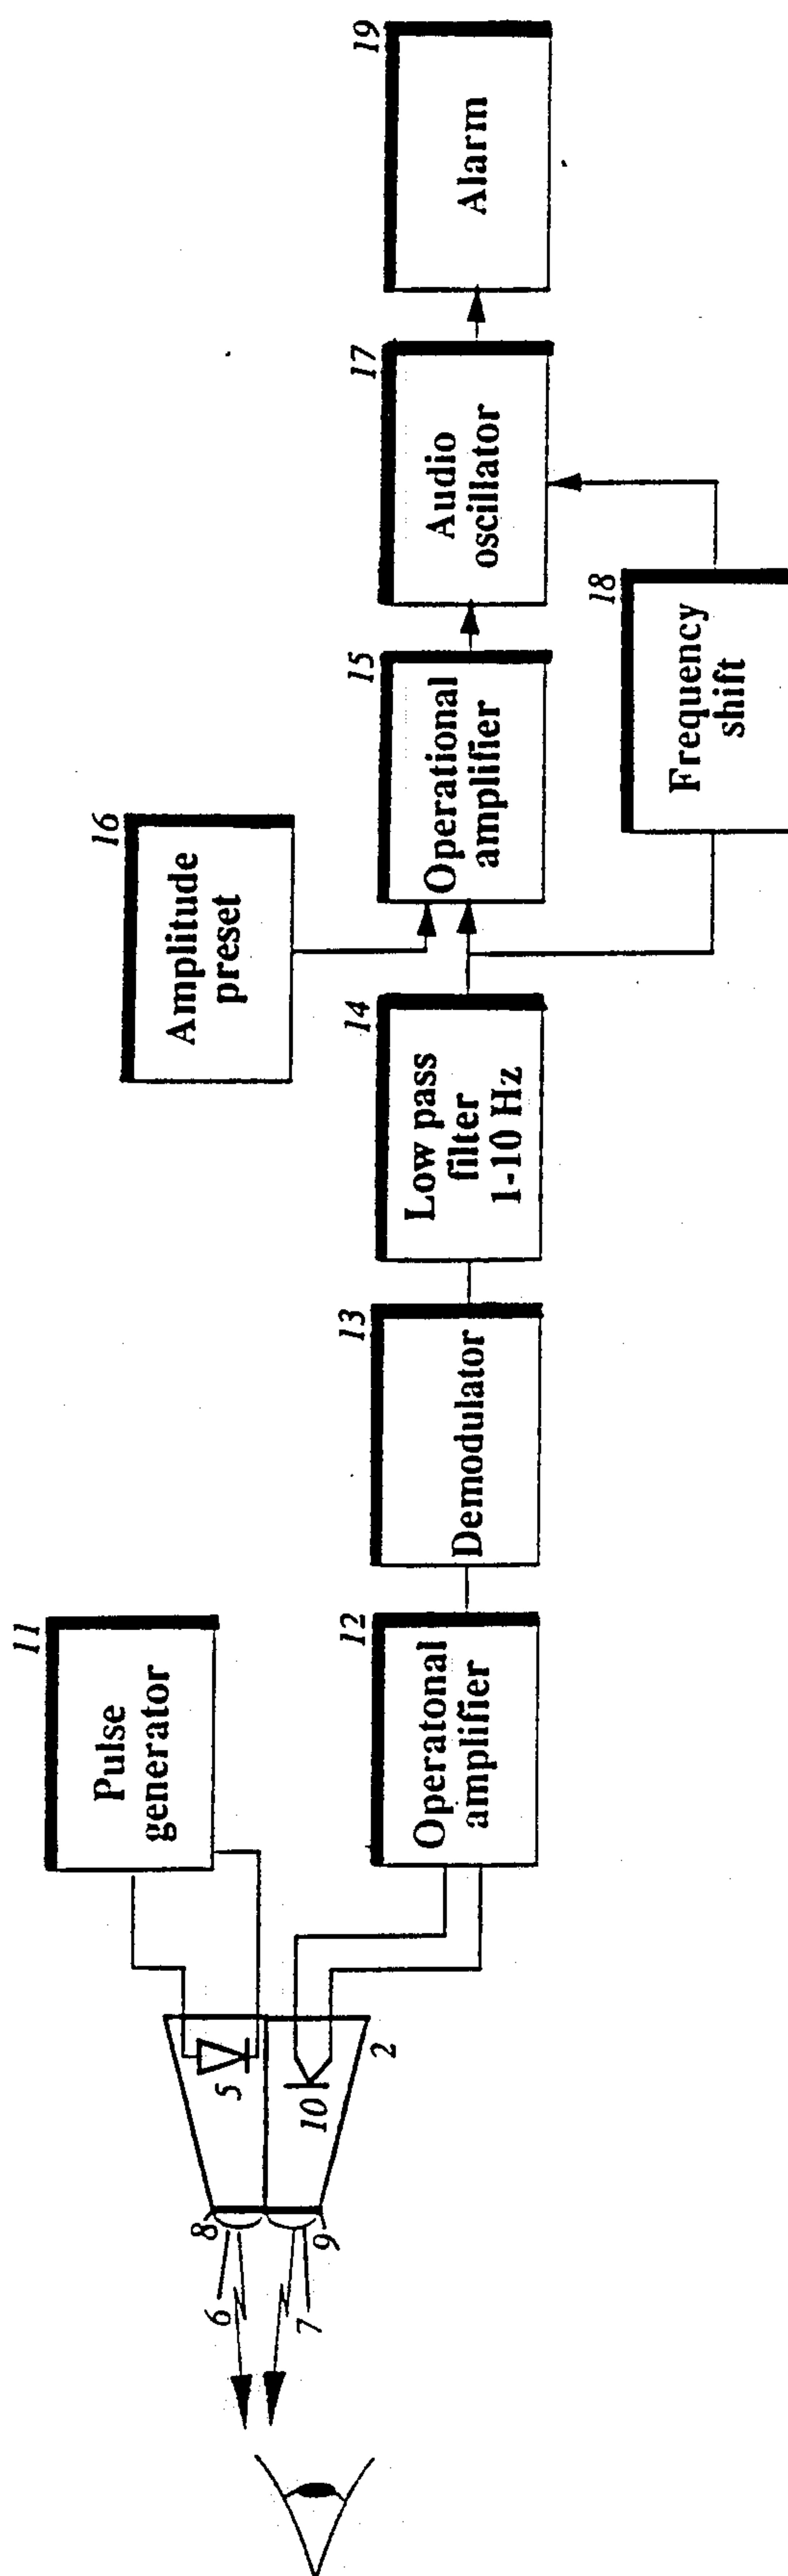 11
Pulse
generator
16
Amplitude
preset
8
6
5
10
2
9
7
12
Operatonal
amplifier
13
Demodulator
14
Low pass
filter
1-10 Hz
15
Operational
amplifier
17
Audio
oscillator
19
Alarm
18
Frequency
shift